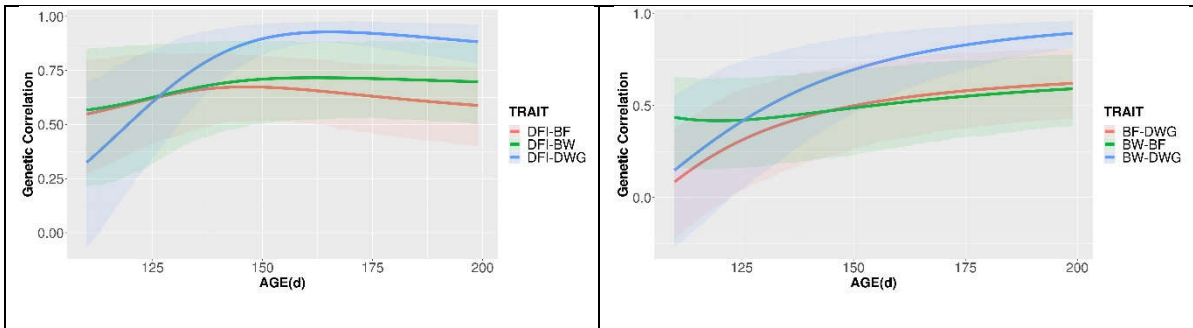 1.00
0.75
0.50
0.25
0.00
Genetic Correlation
125
150
175
200
AGE(d)
TRAIT
DFI-BF
DFI-BW
DFI-DWG
1.0
0.5
0.0
Genetic Correlation
125
150
175
200
AGE(d)
TRAIT
BF-DWG
BW-BF
BW-DWG